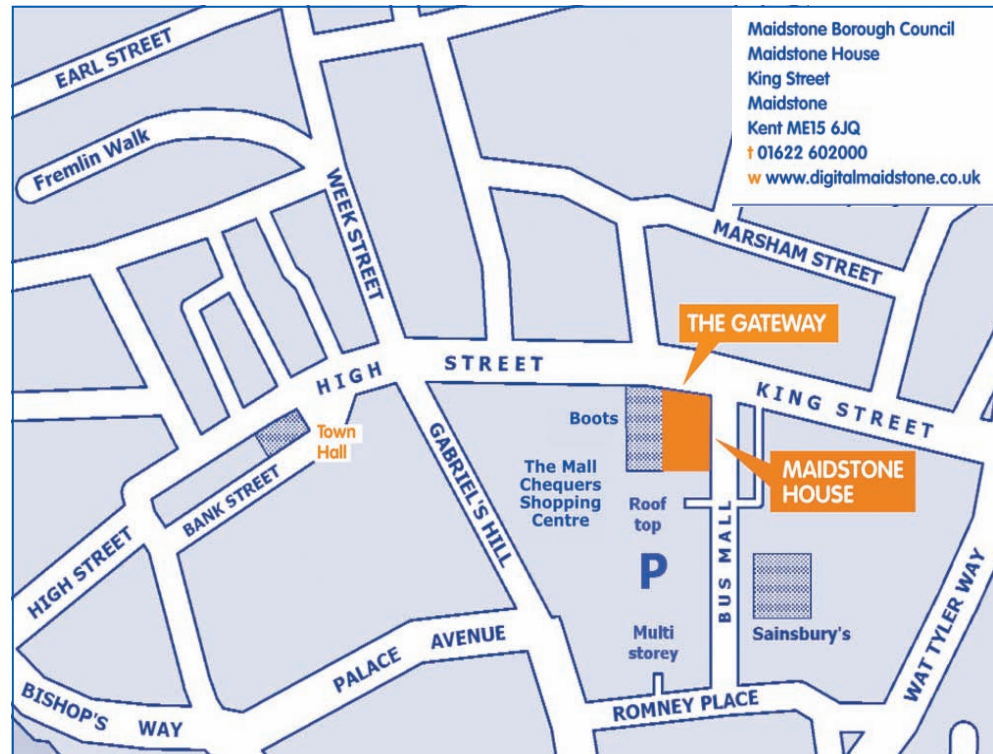 Maidstone Borough Council
Maidstone House
King Street
Maidstone
Kent ME15 6JQ
t 01622 602000
w www.digitalmaidstone.co.uk
EARL STREET
Fremlin Walk
WEEK STREET
MARSHAM STREET
THE GATEWAY
HIGH STREET
KING STREET
Boots
Town
Hall
GABRIEL'S HILL
The Mall
Chequers
Shopping
Centre
MAIDSTONE
HOUSE
BANK STREET
Roof
top
P
BUS MALL
HIGH STREET
Sainsbury's
WAT TYLER WAY
Multi
storey
PALACE AVENUE
ROMNEY PLACE
BISHOP'S WAY